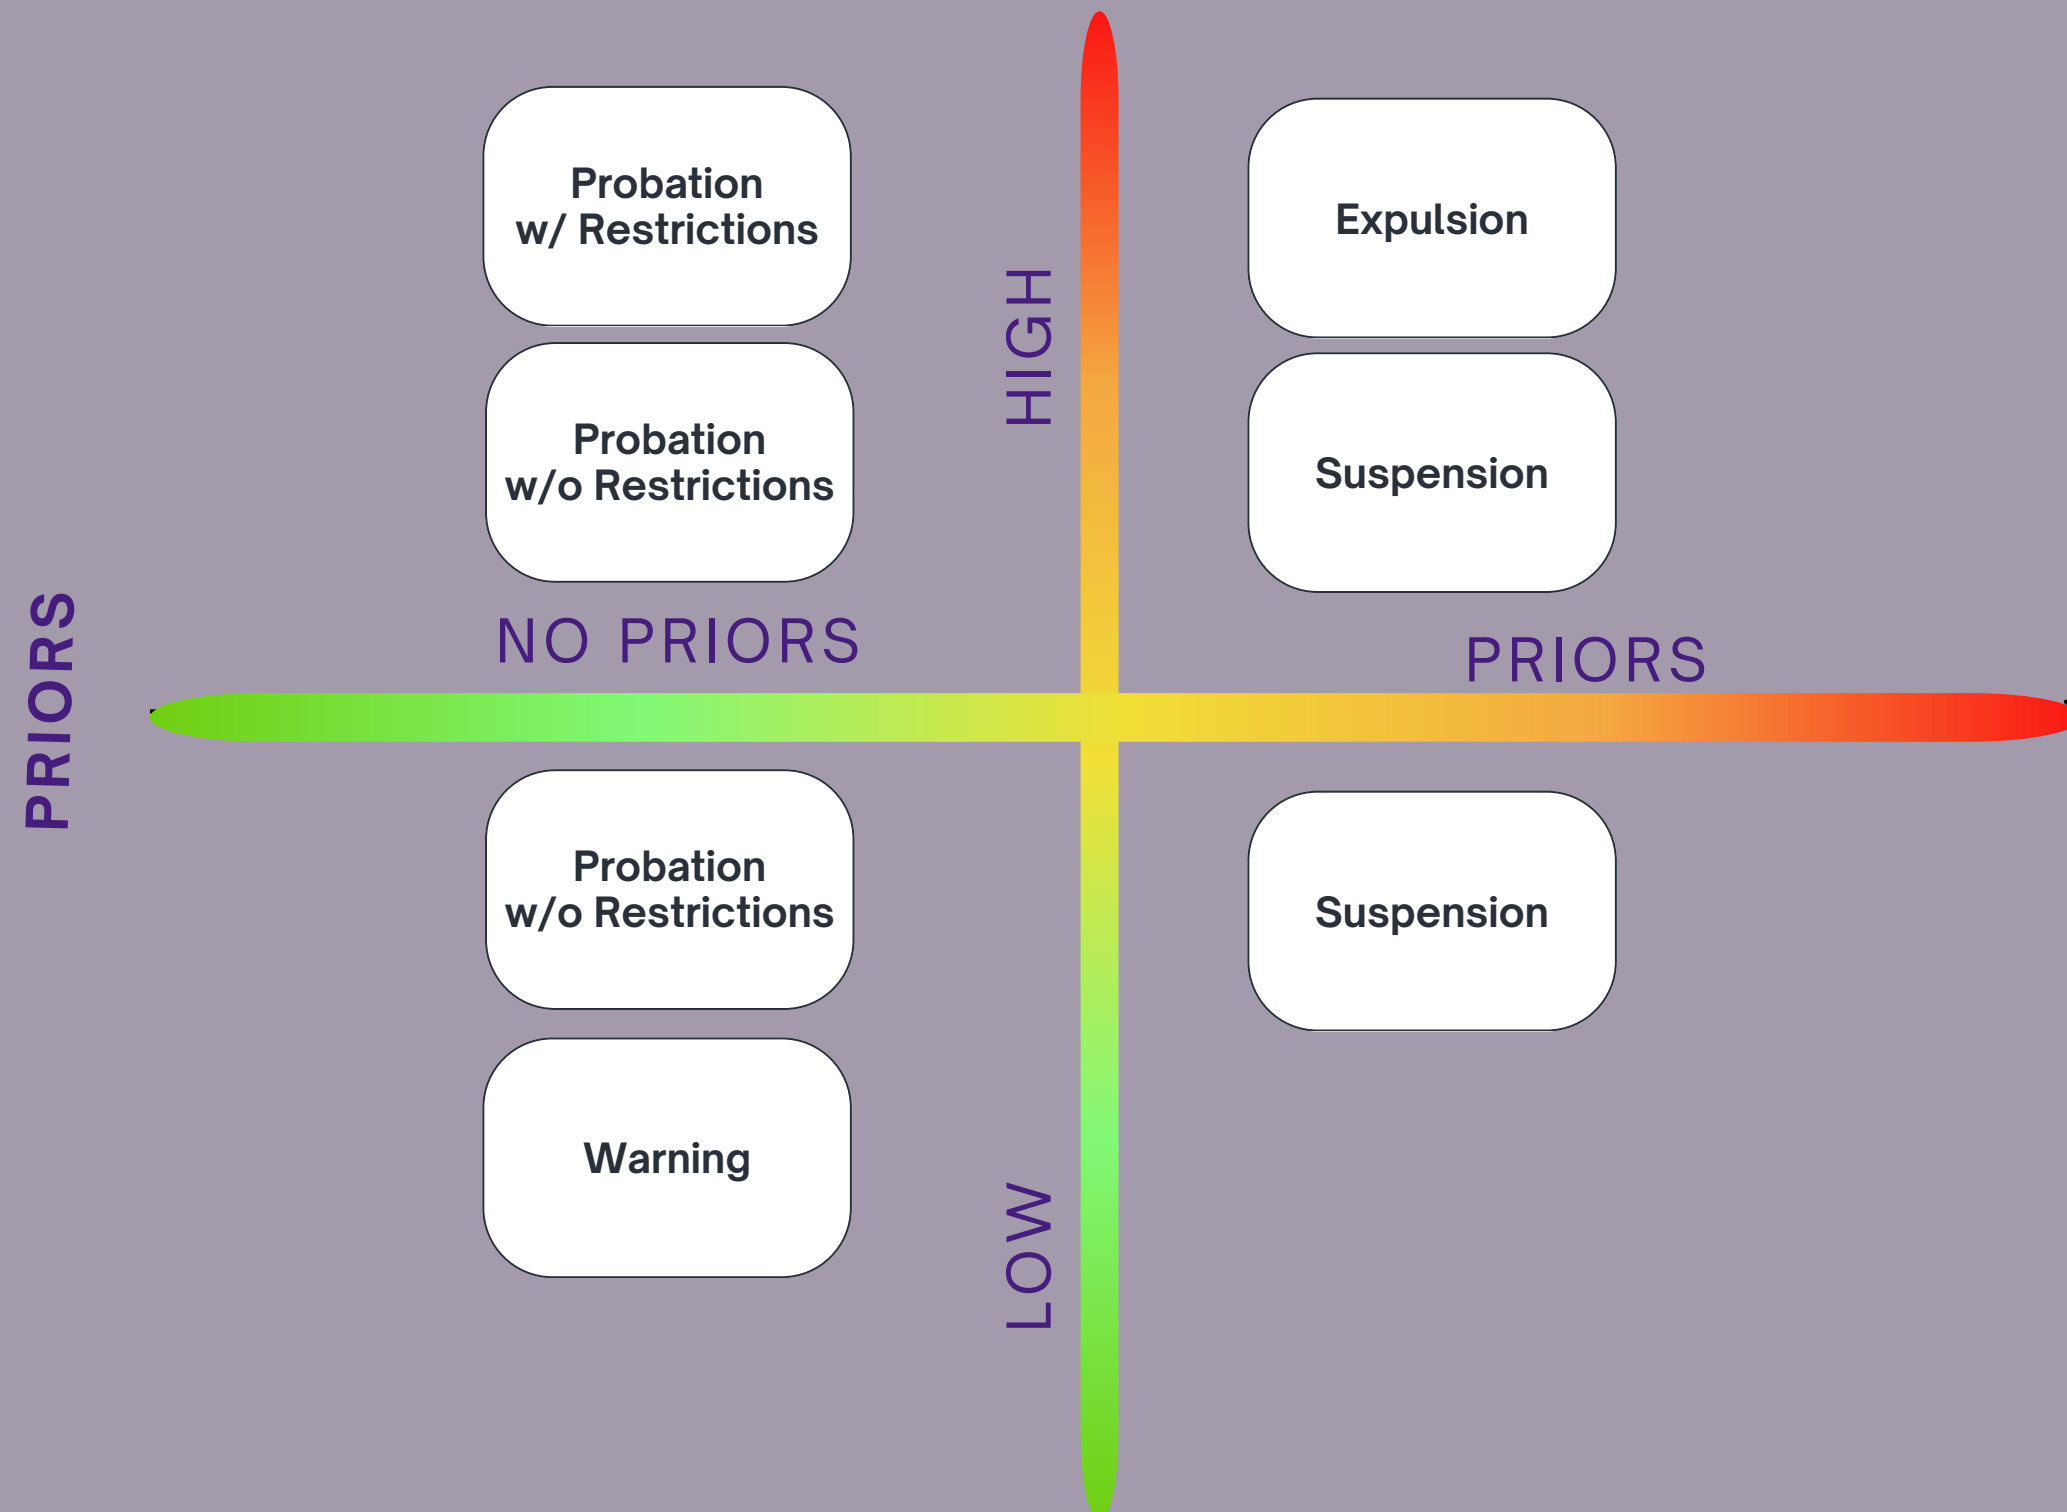 Probation
w/ Restrictions
Expulsion
HIGH
Probation
w/o Restrictions
Suspension
PRIORS
NO PRIORS
PRIORS
Probation
w/o Restrictions
Suspension
Warning
LOW